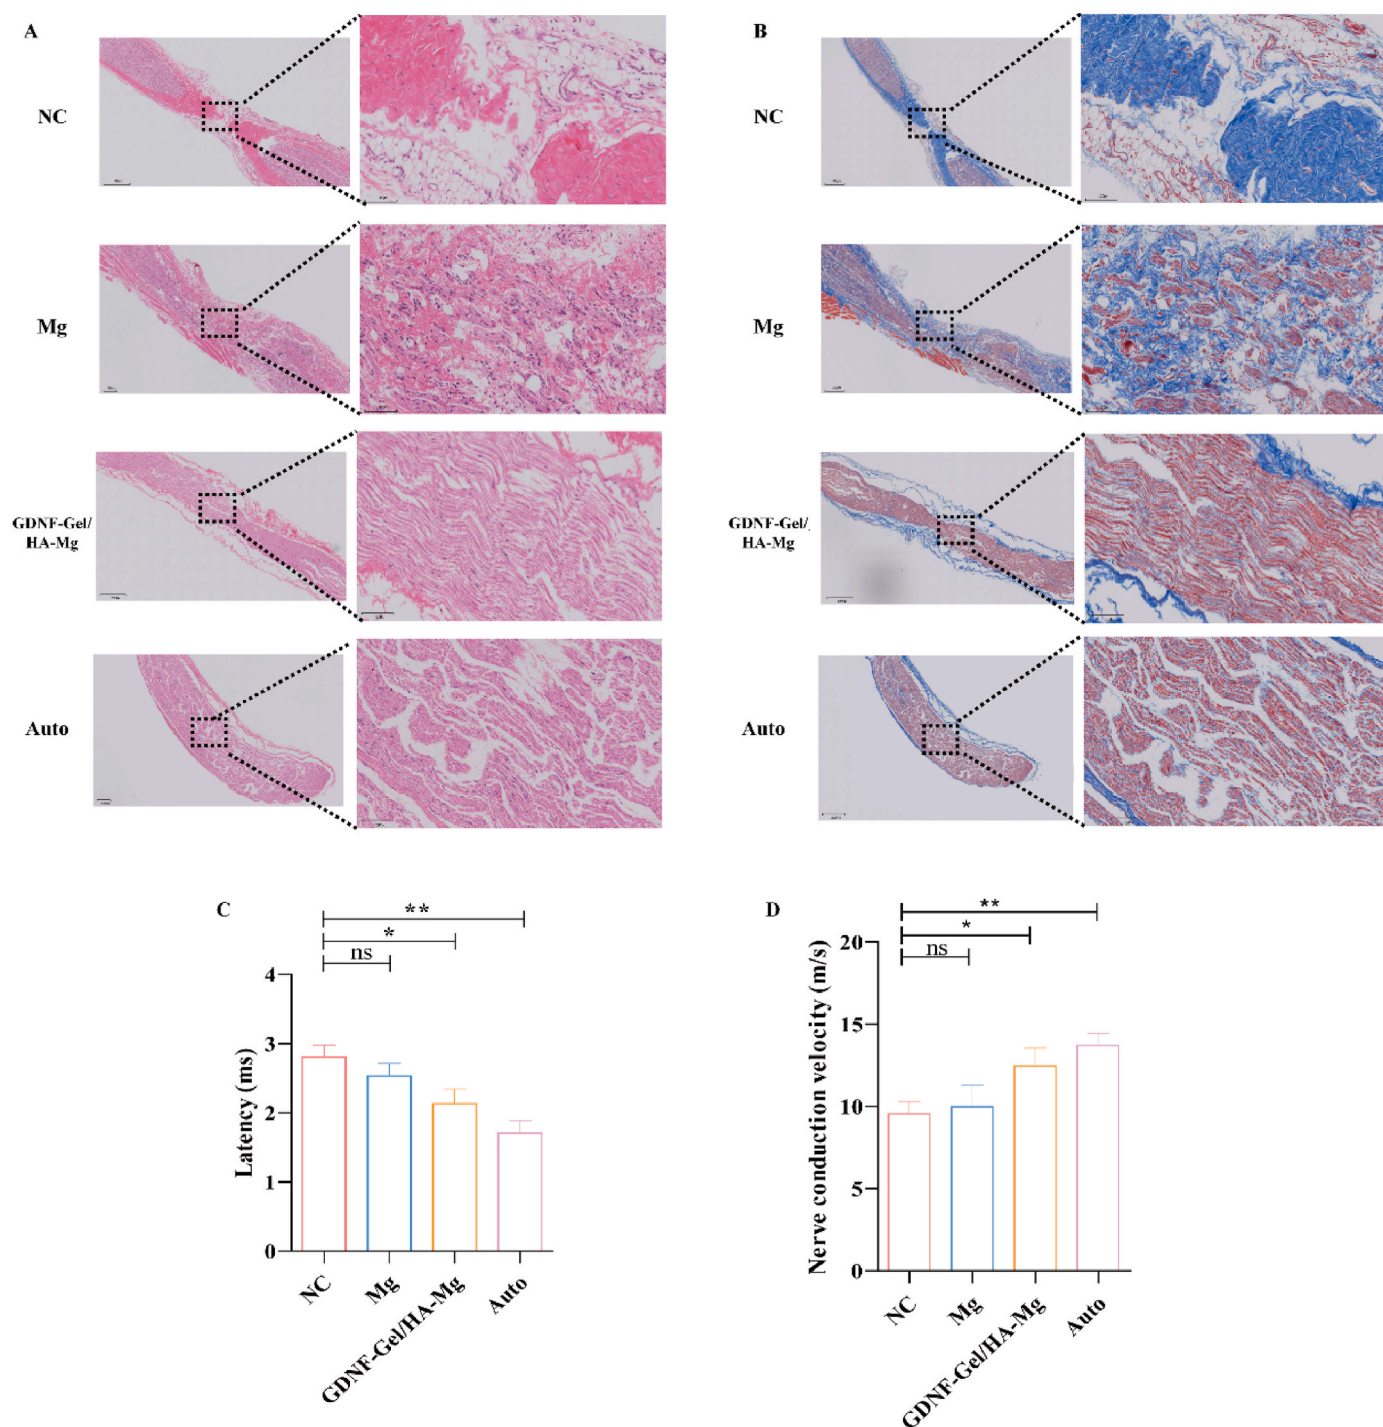 A
B
NC
NC
Mg
Mg
GDNF-Gel/
HA-Mg
GDNF-Gel/
HA-Mg
Auto
Auto
C
D
**
*
ns
**
*
ns
Latency (ms)
4
3
2
1
0
NC
Mg
GDNF-Gel/HA-Mg
Auto
Nerve conduction velocity (m/s)
20
15
10
5
0
NC
Mg
GDNF-Gel/HA-Mg
Auto